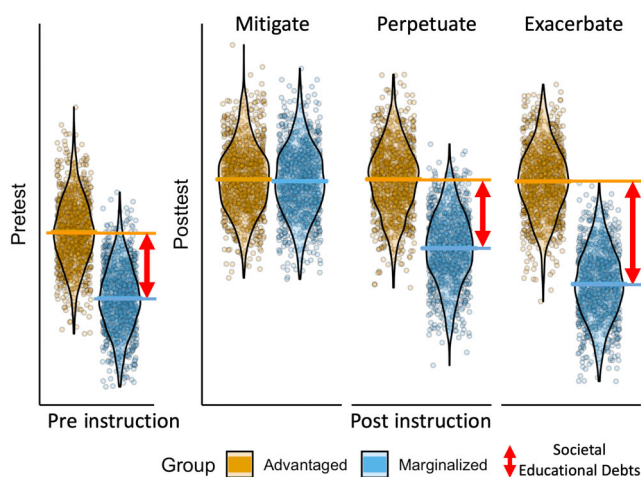 Mitigate
Perpetuate
Exacerbate
Pretest
Posttest
Pre instruction
Post instruction
Group
Advantaged
Marginalized
Societal
Educational Debts